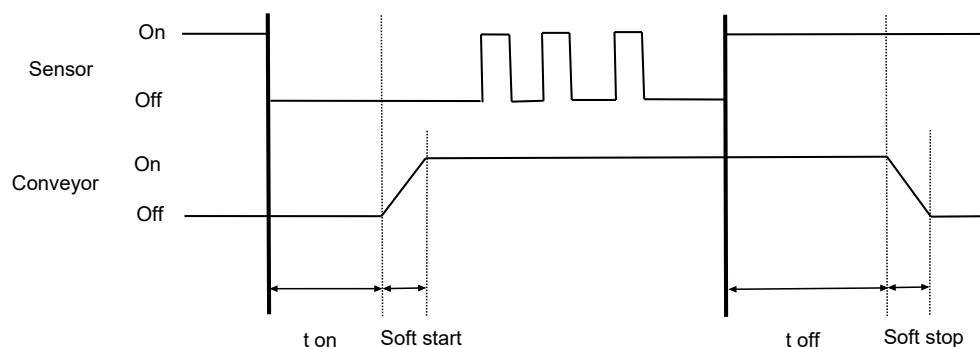 On
Sensor
Off
On
Conveyor
Off
t on
Soft start
t off
Soft stop